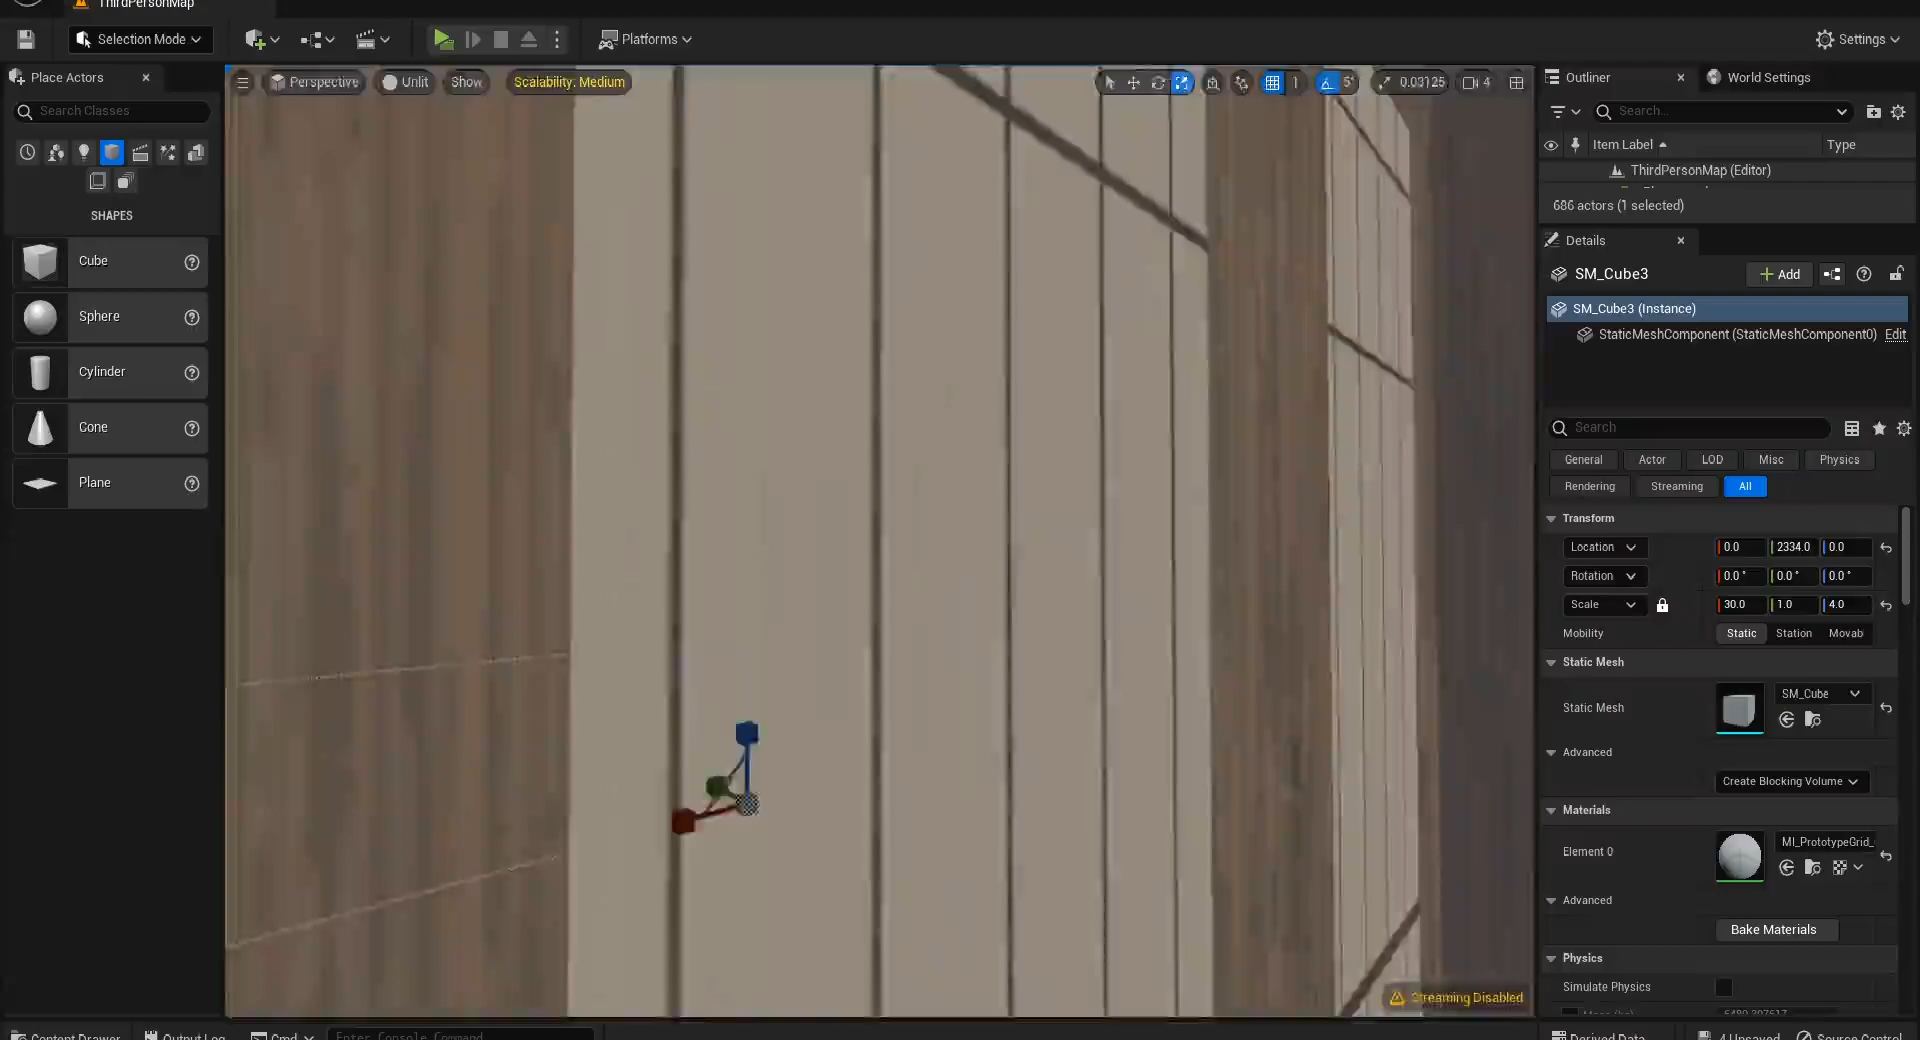 ThirdPersonMap
Selection Mode
Platforms
Settings
Place Actors
Search Classes
SHAPES
Cube
Sphere
Cylinder
Cone
Plane
Perspective
Unlit
Show
Scalability: Medium
1
5°
0.03125
4
Streaming Disabled
Outliner
World Settings
Search...
Item Label
Type
ThirdPersonMap (Editor)
686 actors (1 selected)
Details
SM_Cube3
Add
SM_Cube3 (Instance)
StaticMeshComponent (StaticMeshComponent0)
Edit
Search
General
Actor
LOD
Misc
Physics
Rendering
Streaming
All
Transform
Location
0.0
2334.0
0.0
Rotation
0.0 °
0.0 °
0.0 °
Scale
30.0
1.0
4.0
Mobility
Static
Station
Movab
Static Mesh
Static Mesh
SM_Cube
Advanced
Create Blocking Volume
Materials
Element 0
MI_PrototypeGrid_
Advanced
Bake Materials
Physics
Simulate Physics
Content Drawer
Output Log
Cmd
Enter Console Command
Derived Data
4 Unsaved
Source Control